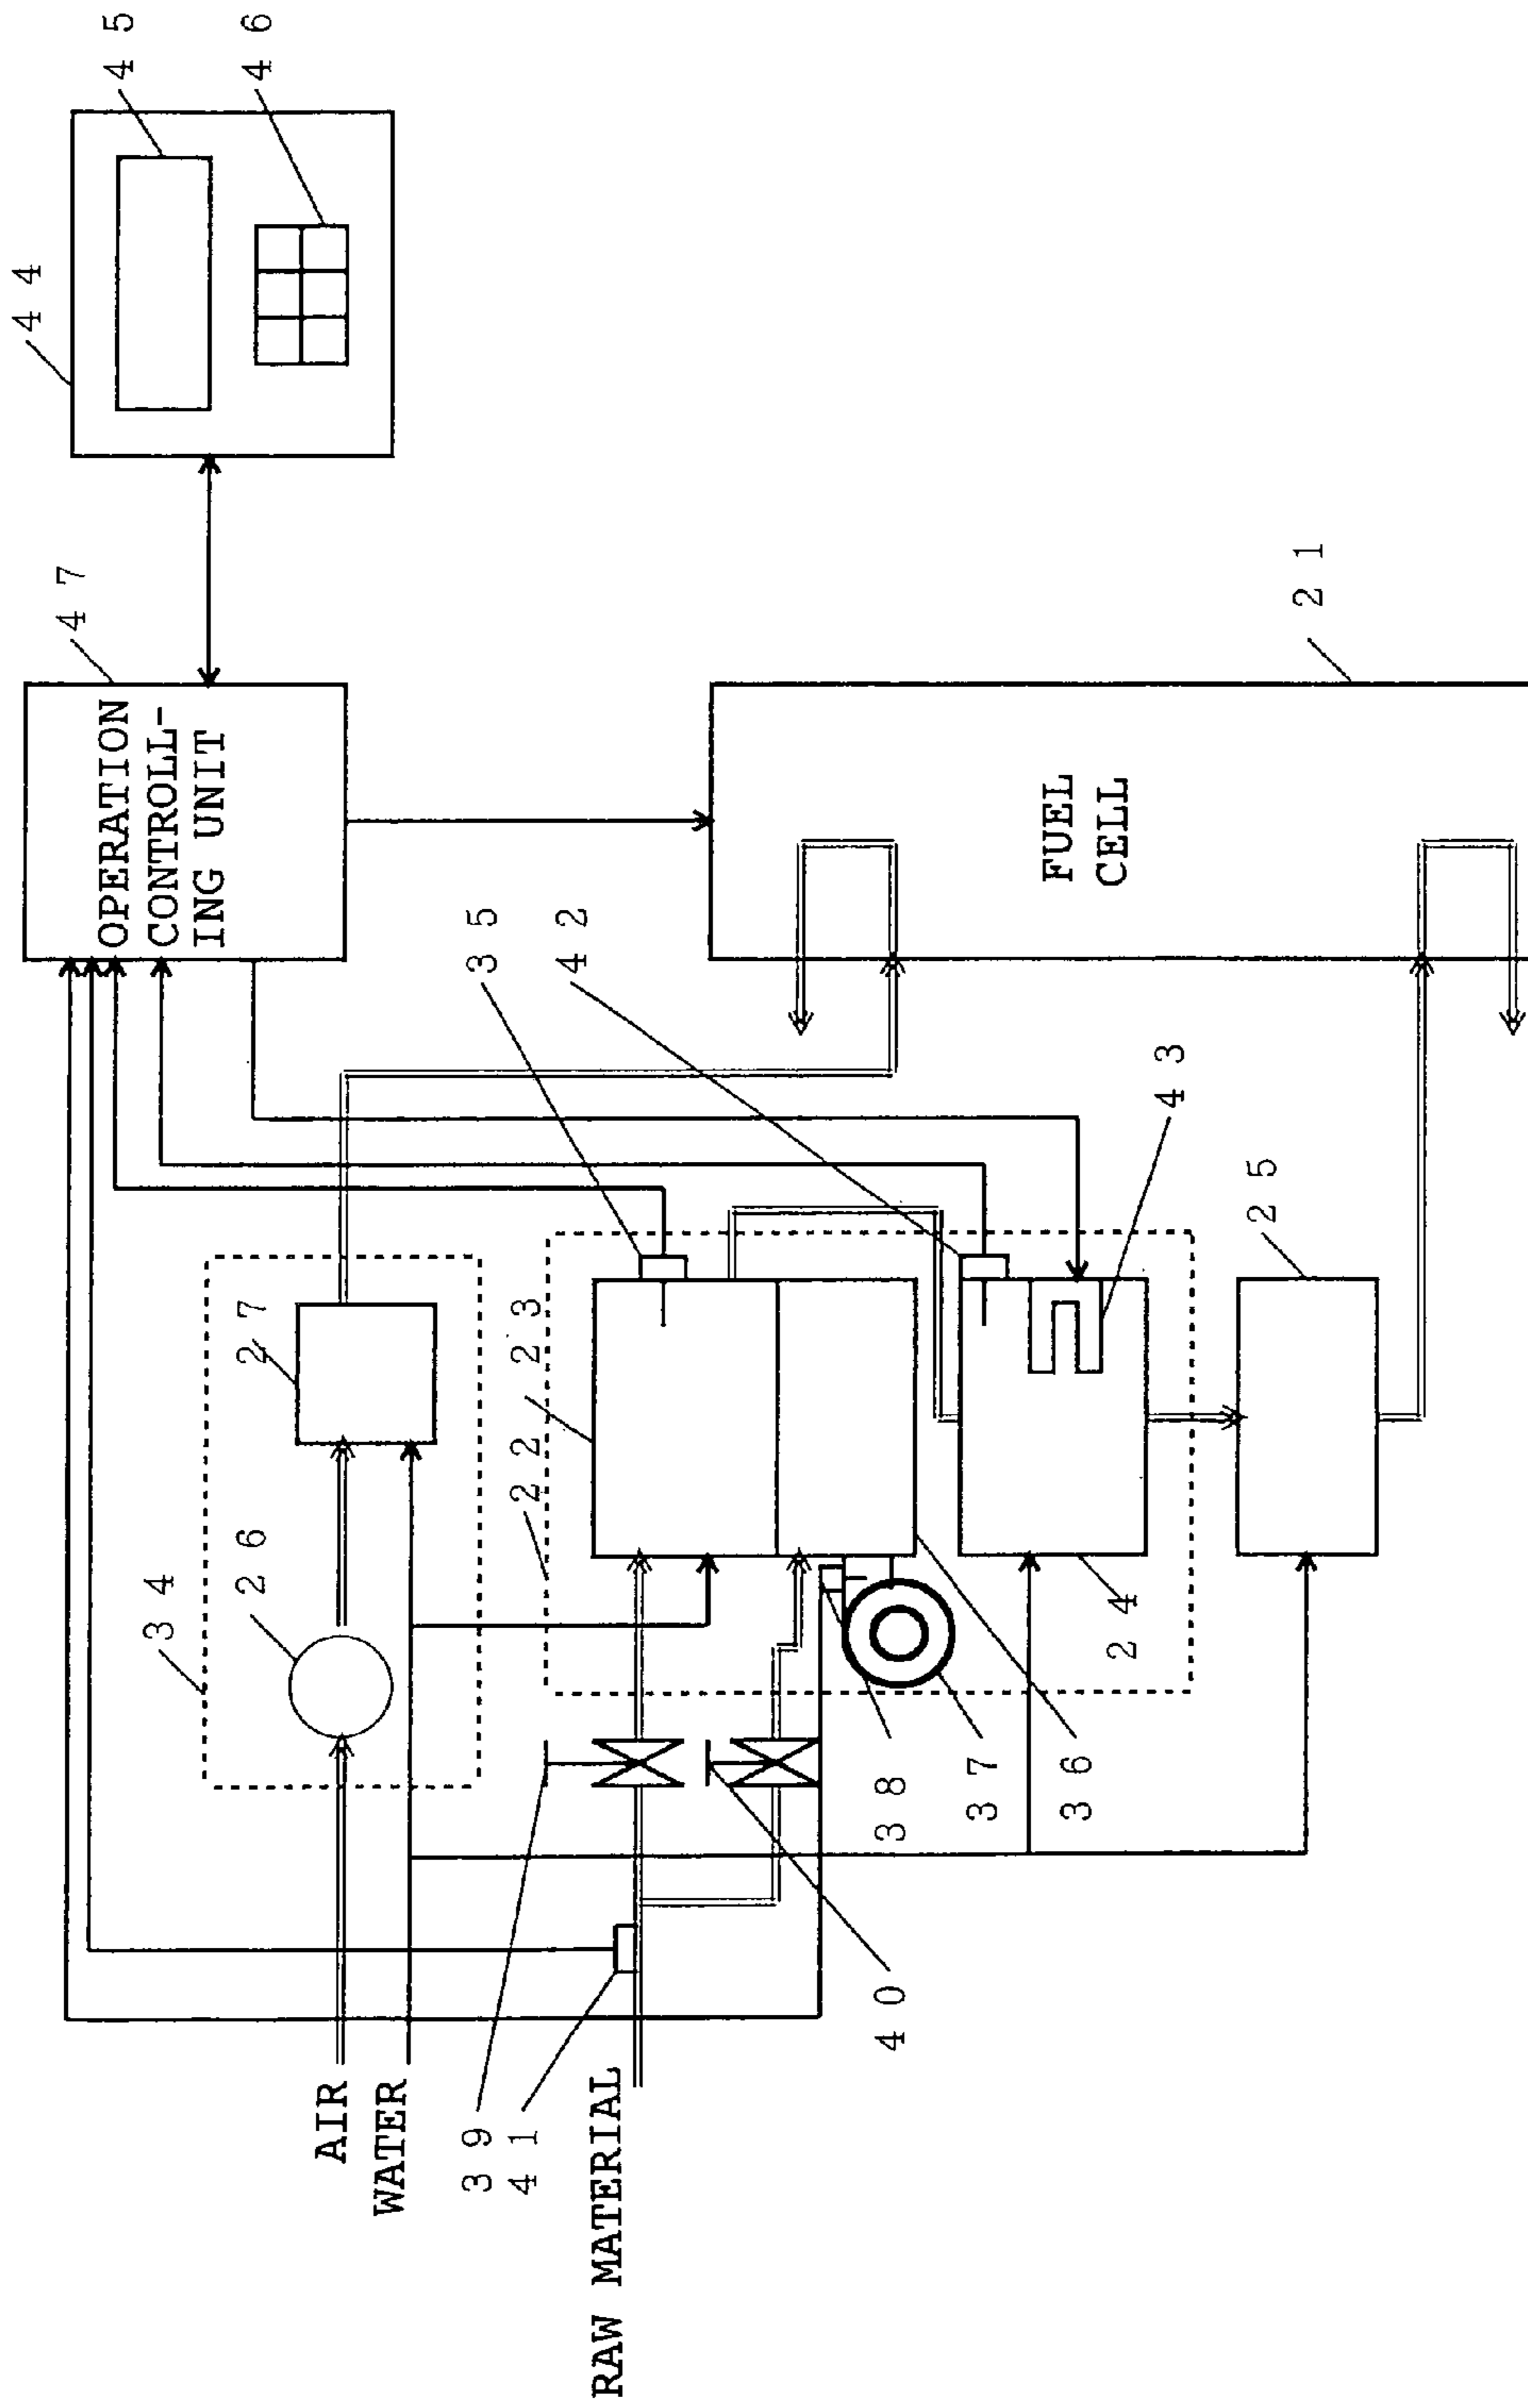 44
45
46
47
OPERATION
CONTROLL-
ING UNIT
21
FUEL
CELL
35
42
43
25
34
27
26
22
23
24
38
37
36
40
39
41
AIR
WATER
RAW MATERIAL